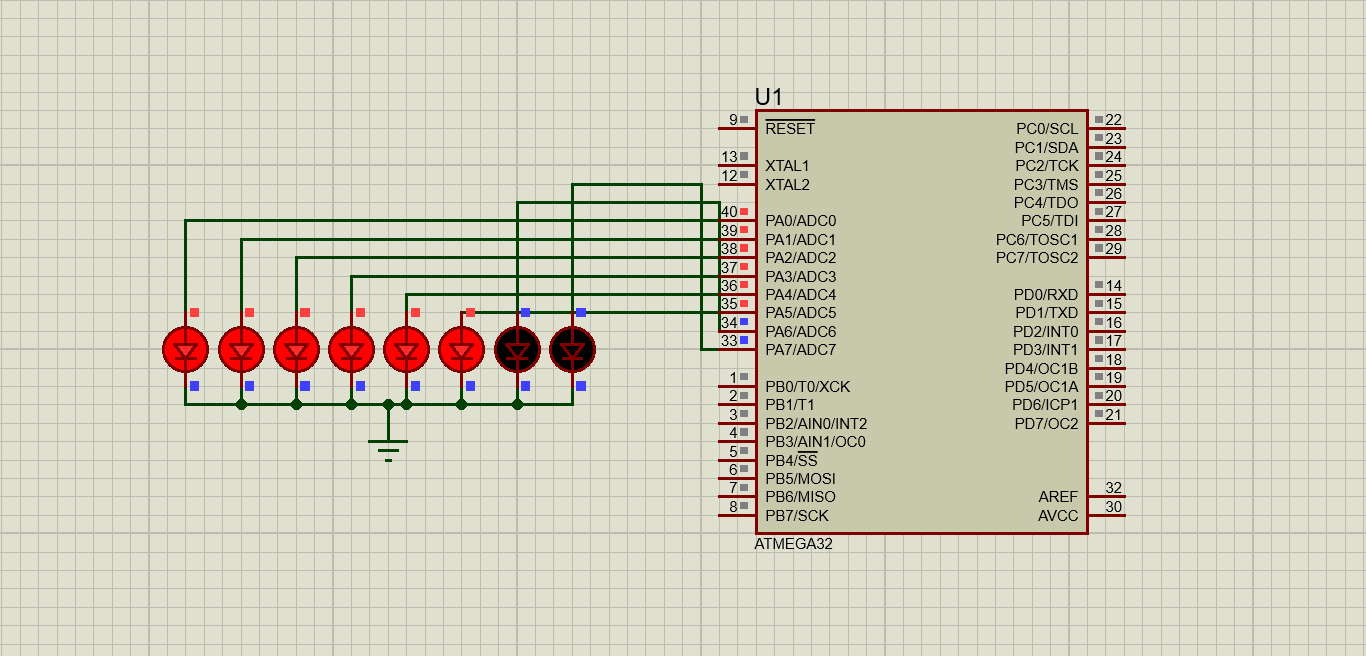 U1
9 RESET PC0/SCL 22
PC1/SDA 23
13 XTAL1 PC2/TCK 24
12 XTAL2 PC3/TMS 25
PC4/TDO 26
40 PA0/ADC0 PC5/TDI 27
39 PA1/ADC1 PC6/TOSC1 28
38 PA2/ADC2 PC7/TOSC2 29
37 PA3/ADC3
36 PA4/ADC4 PD0/RXD 14
35 PA5/ADC5 PD1/TXD 15
34 PA6/ADC6 PD2/INT0 16
33 PA7/ADC7 PD3/INT1 17
PD4/OC1B 18
1 PB0/T0/XCK PD5/OC1A 19
2 PB1/T1 PD6/ICP1 20
3 PB2/AIN0/INT2 PD7/OC2 21
4 PB3/AIN1/OC0
5 PB4/SS
6 PB5/MOSI
7 PB6/MISO AREF 32
8 PB7/SCK AVCC 30
ATMEGA32